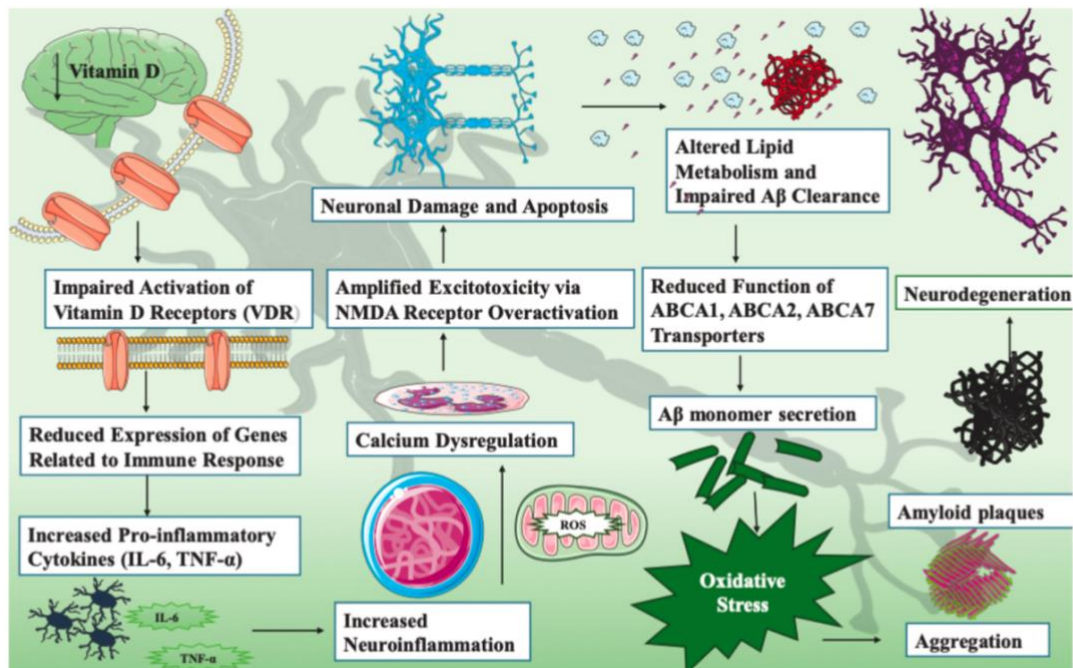 Vitamin D
Impaired Activation of
Vitamin D Receptors (VDR)
Reduced Expression of Genes
Related to Immune Response
Increased Pro-inflammatory
Cytokines (IL-6, TNF-α)
IL-6
TNF-α
Increased
Neuroinflammation
ROS
Calcium Dysregulation
Amplified Excitotoxicity via
NMDA Receptor Overactivation
Neuronal Damage and Apoptosis
Altered Lipid
Metabolism and
Impaired Aβ Clearance
Reduced Function of
ABCA1, ABCA2, ABCA7
Transporters
Aβ monomer secretion
Oxidative
Stress
Aggregation
Amyloid plaques
Neurodegeneration